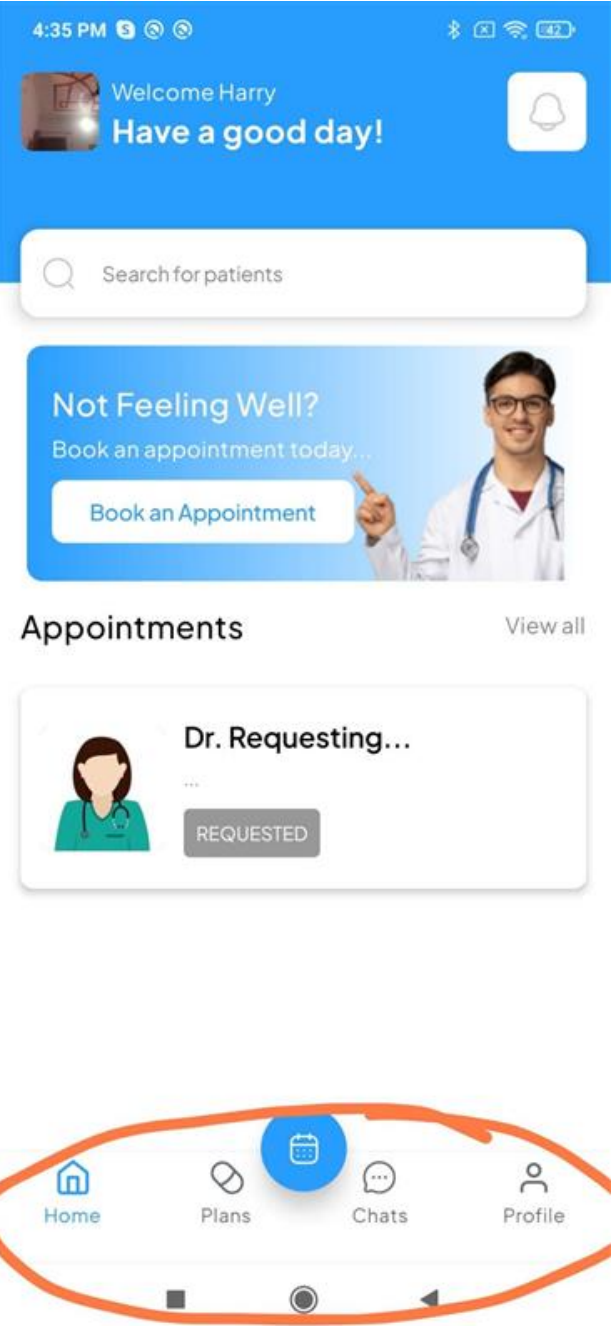 4:35 PM S 42
Welcome Harry
Have a good day!
Search for patients
Not Feeling Well?
Book an appointment today...
Book an Appointment
Appointments View all
Dr. Requesting...
...
REQUESTED
Home Plans Chats Profile